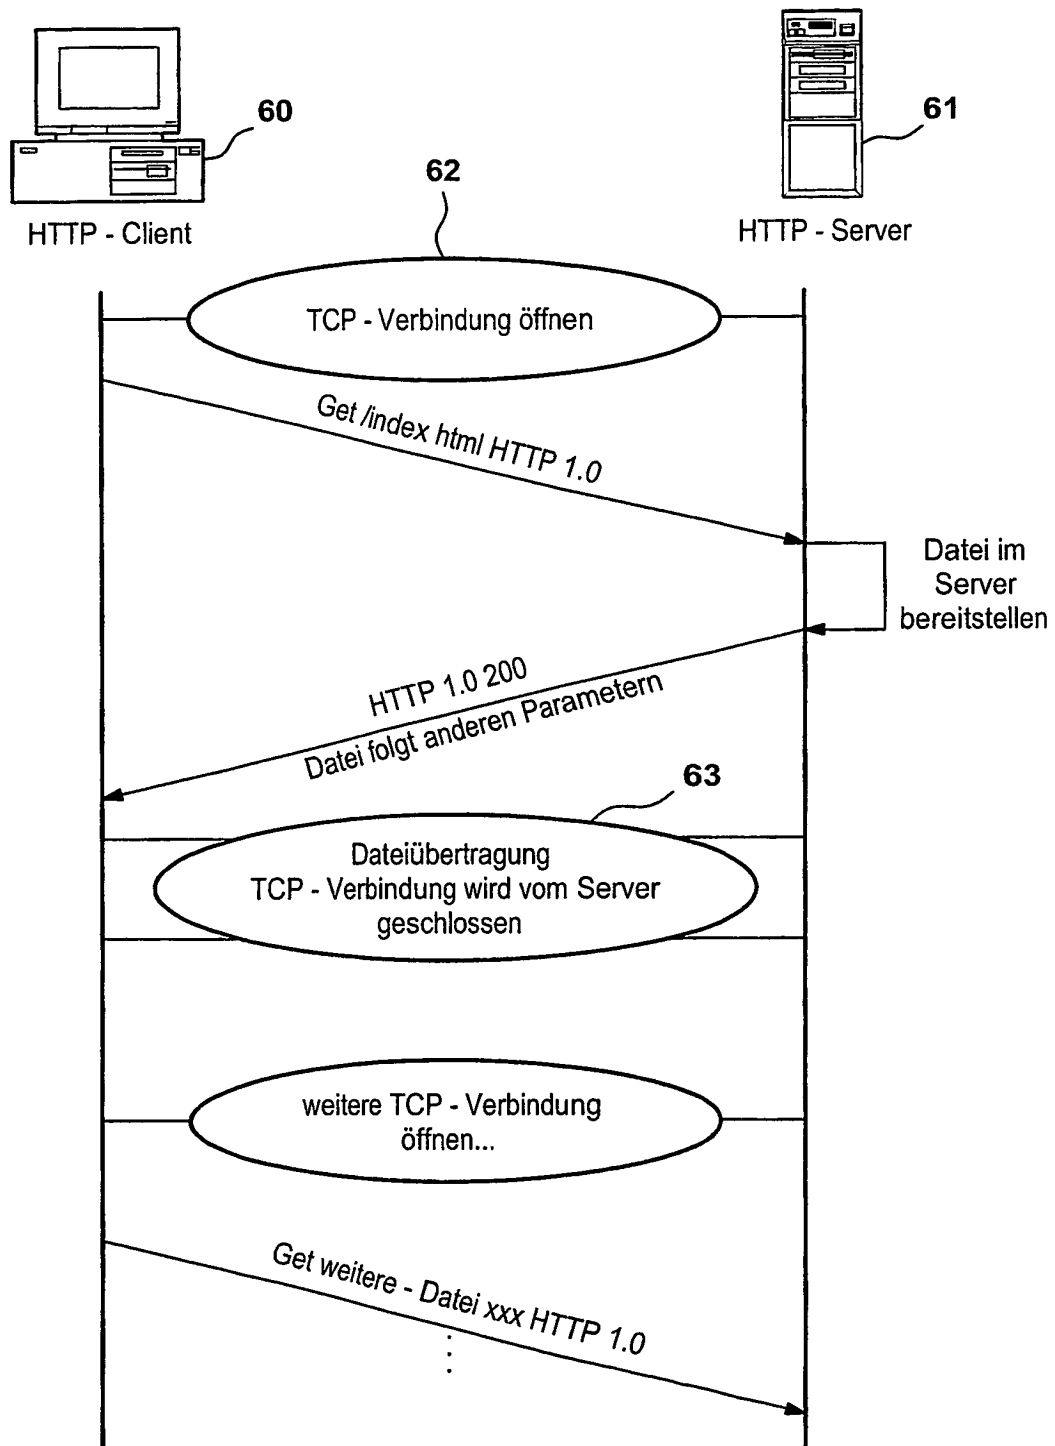 60
61
62
HTTP - Client
HTTP - Server
TCP - Verbindung öffnen
Get /index html HTTP 1.0
Datei im
Server
bereitstellen
HTTP 1.0 200
Datei folgt anderen Parametern
63
Dateiübertragung
TCP - Verbindung wird vom Server
geschlossen
weitere TCP - Verbindung
öffnen...
Get weitere - Datei xxx HTTP 1.0